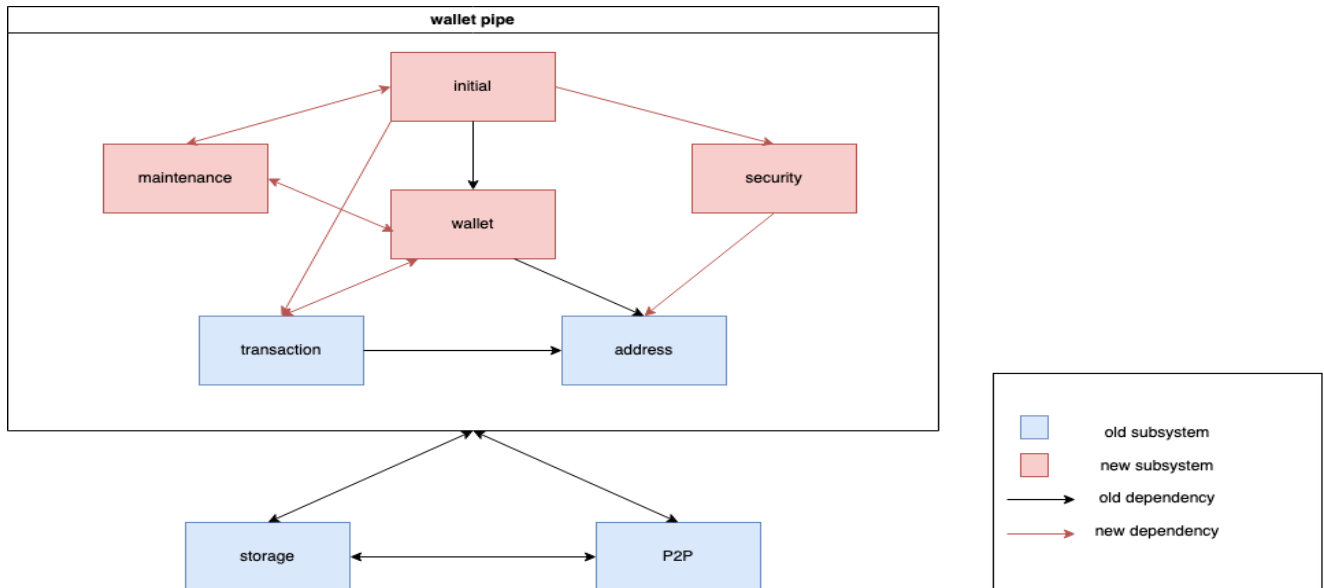 wallet pipe
initial
maintenance
security
wallet
transaction
address
old subsystem
new subsystem
old dependency
new dependency
storage
P2P